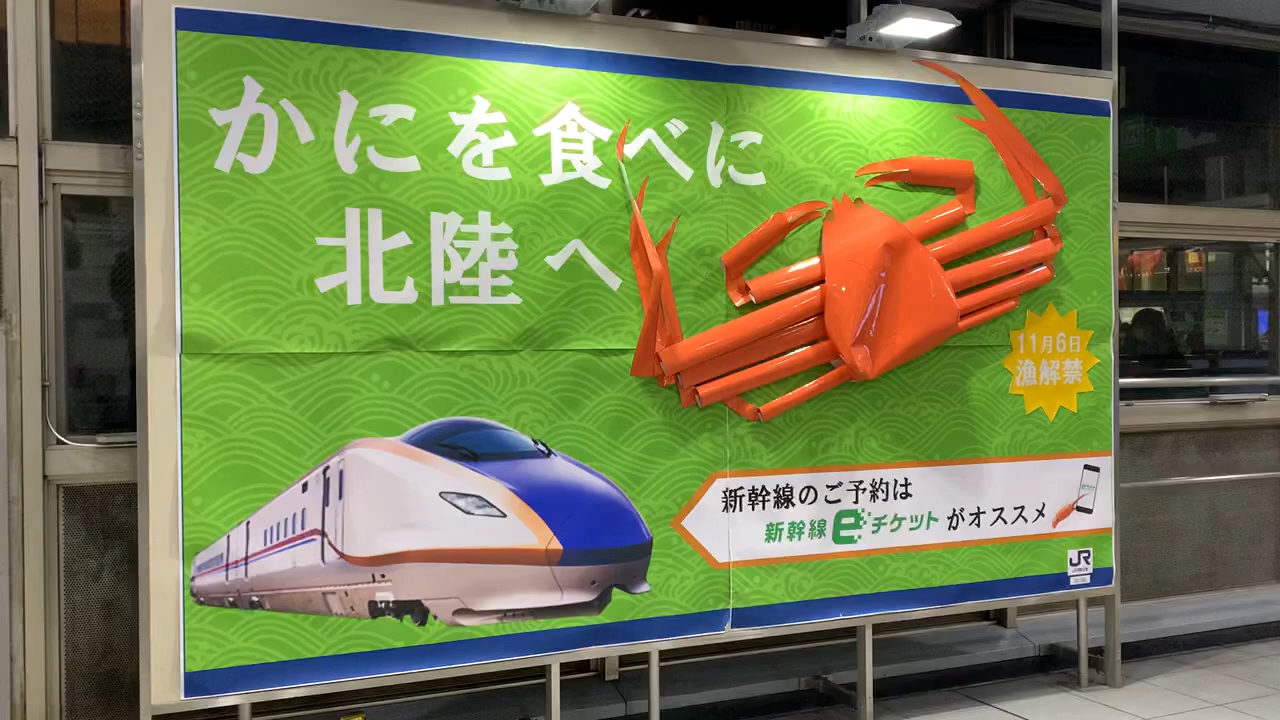 かにを食べに
北陸へ
11月6日
漁解禁
新幹線のご予約は
新幹線eチケットがオススメ
JR